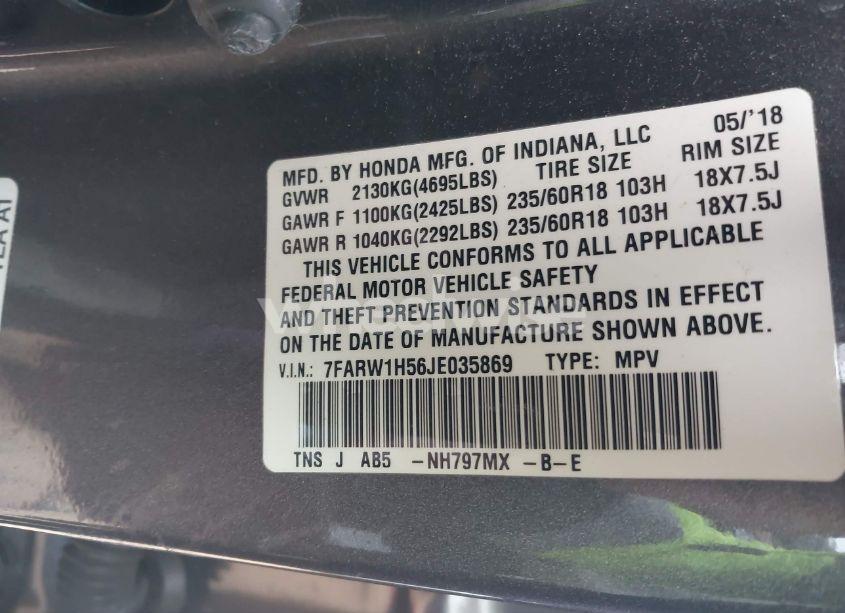 05/'18
MFD. BY HONDA MFG. OF INDIANA, LLC
GVWR 2130KG(4695LBS) TIRE SIZE RIM SIZE
GAWR F 1100KG(2425LBS) 235/60R18 103H 18X7.5J
GAWR R 1040KG(2292LBS) 235/60R18 103H 18X7.5J
THIS VEHICLE CONFORMS TO ALL APPLICABLE
FEDERAL MOTOR VEHICLE SAFETY
AND THEFT PREVENTION STANDARDS IN EFFECT
ON THE DATE OF MANUFACTURE SHOWN ABOVE.
V.I.N.: 7FARW1H56JE035869 TYPE: MPV
TNS J AB5 -NH797MX -B-E
TLA A1
wheelwise